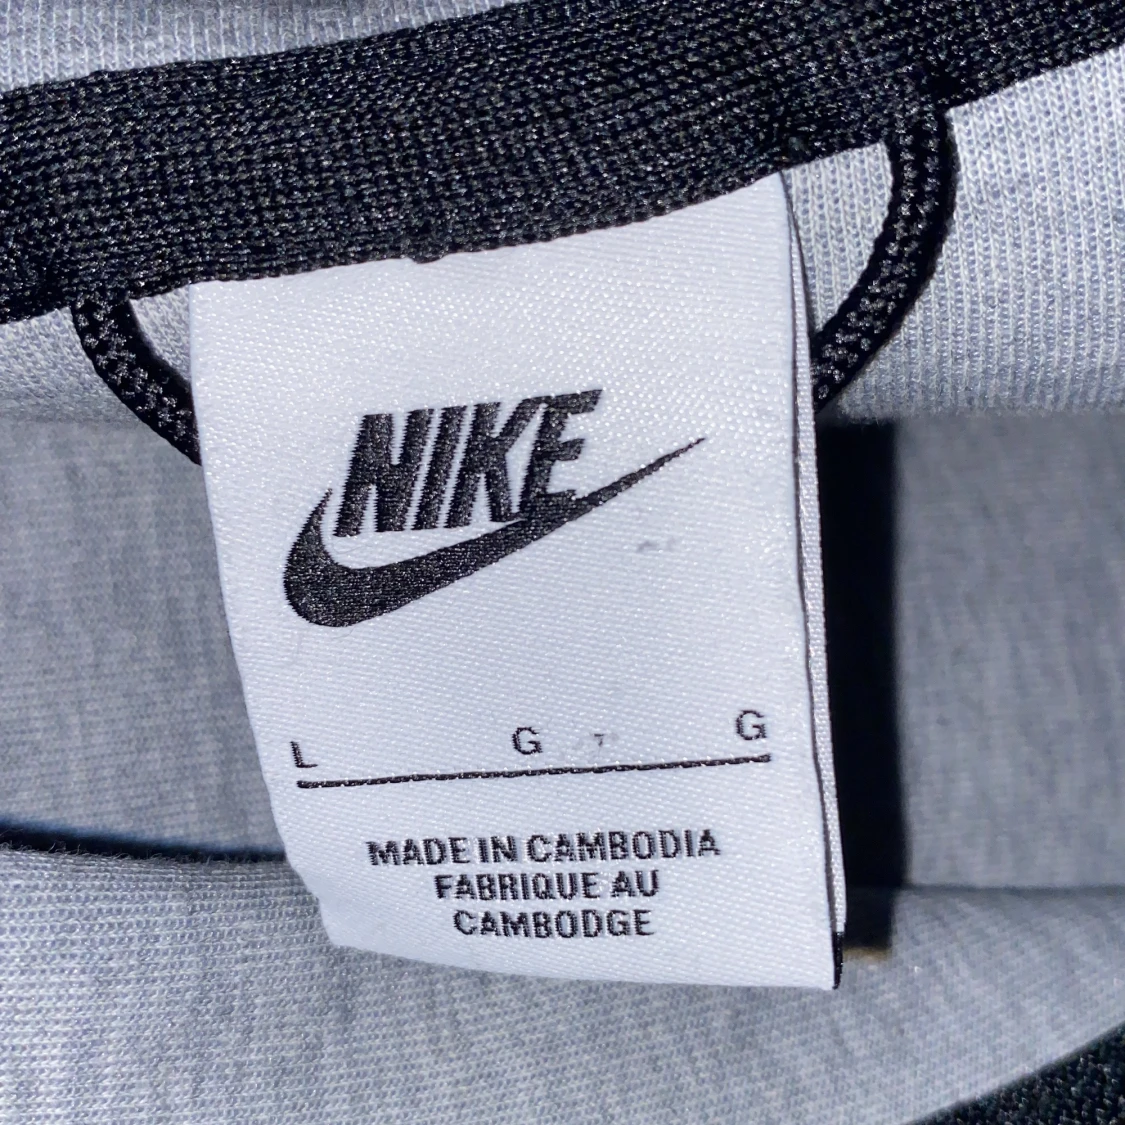 NIKE
L G G
MADE IN CAMBODIA
FABRIQUE AU
CAMBODGE